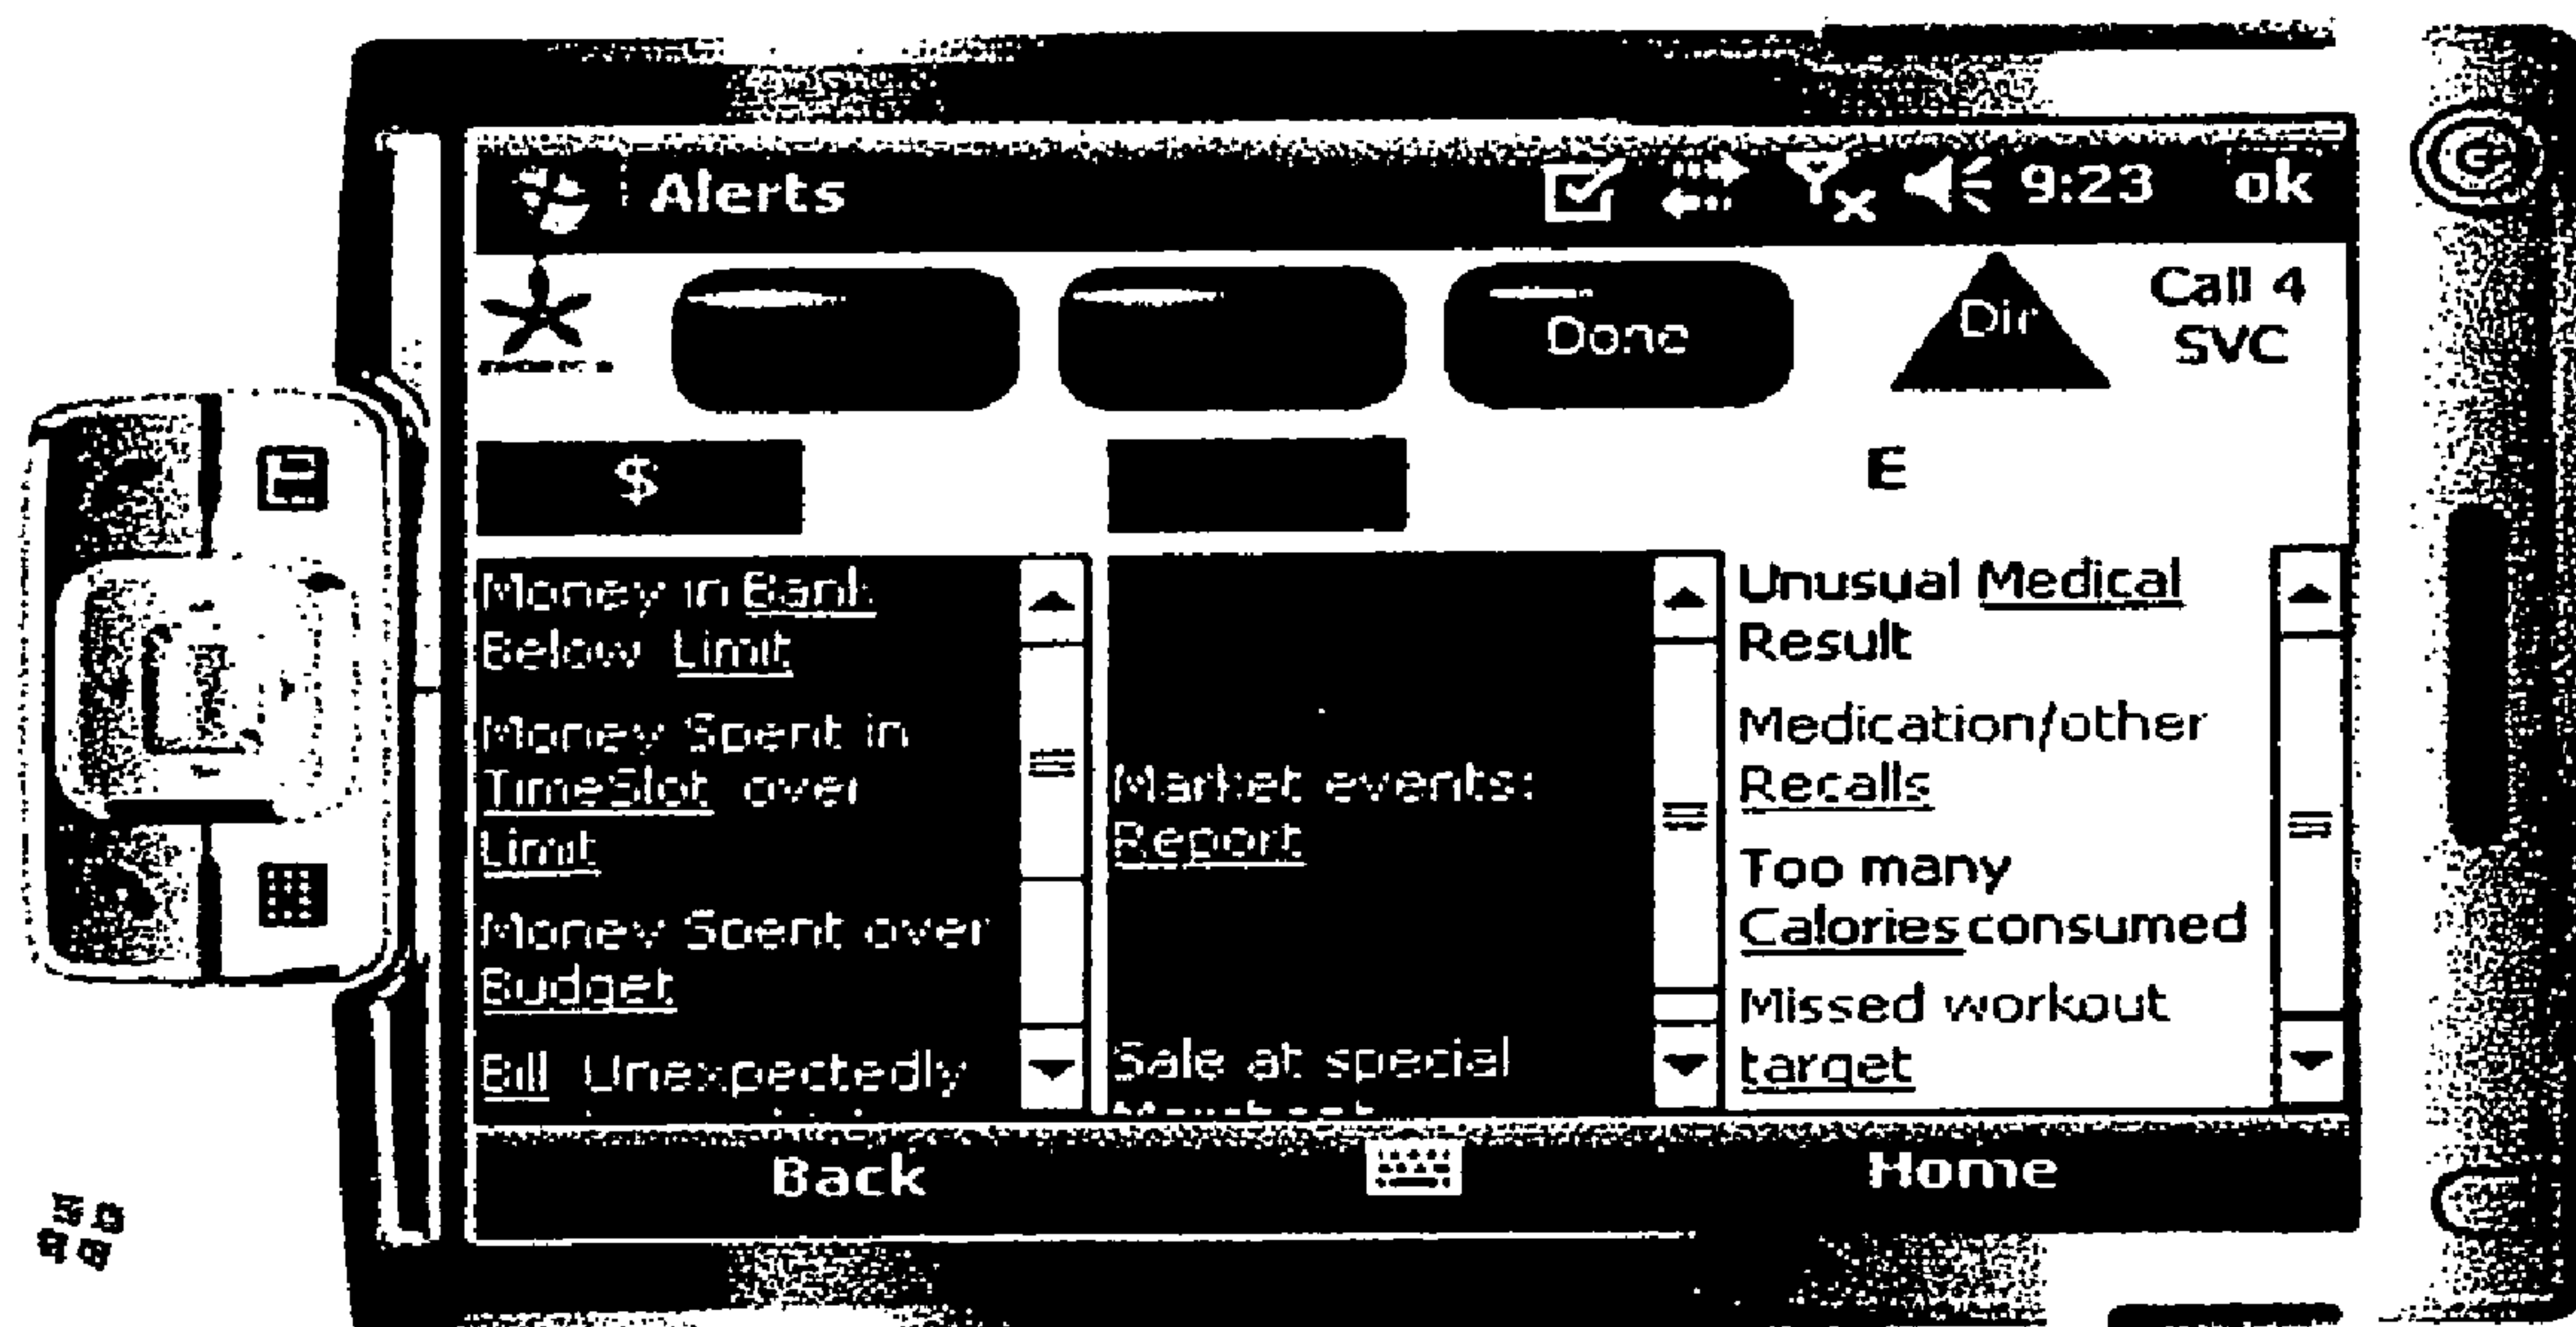 Alerts 9:23 ok
Done
Dir
Call 4
SVC
$
E
Money in Bank
Below Limit
Money Spent in
TimeSlot over
Limit
Money Spent over
Budget
Bill Unexpectedly
Market events:
Report
Sale at special
Unusual Medical
Result
Medication/other
Recalls
Too many
Calories consumed
Missed workout
target
Back Home